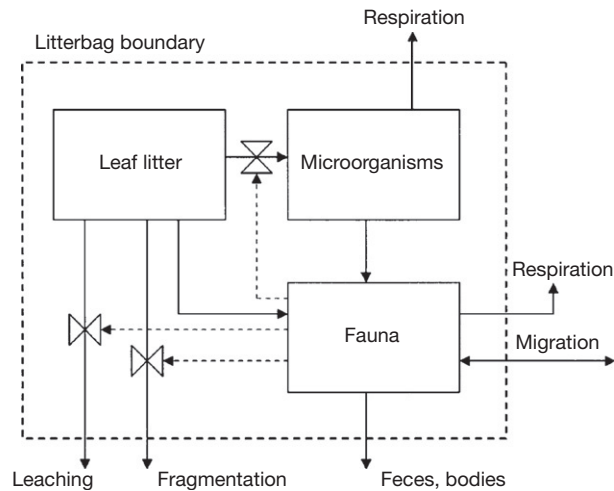 Respiration
Litterbag boundary
Leaf litter
Microorganisms
Respiration
Fauna
Migration
Leaching
Fragmentation
Feces, bodies